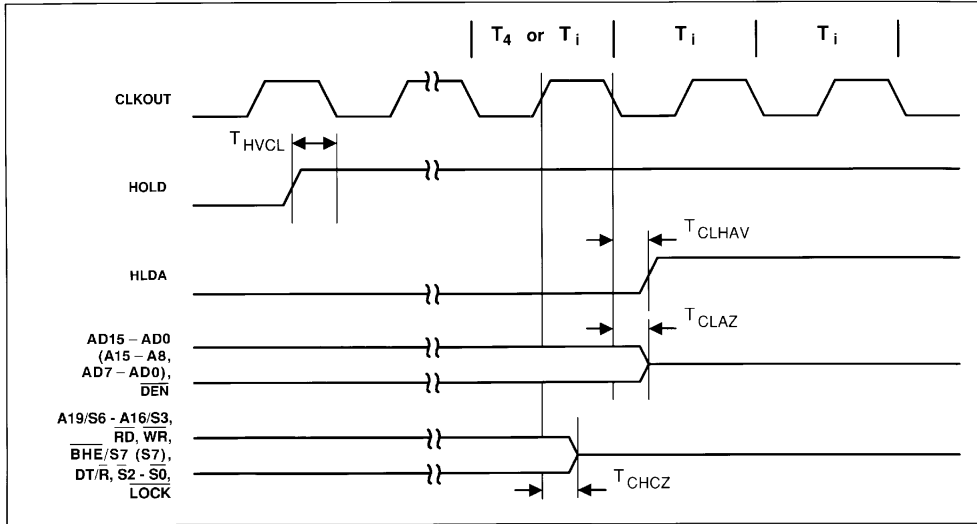 T4 or Ti
Ti
Ti
CLKOUT
THVCL
HOLD
TCLHAV
HLDA
TCLAZ
AD15 – AD0
(A15 – A8,
AD7 – AD0),
DEN
A19/S6 - A16/S3,
RD, WR,
BHE/S7 (S7),
DT/R, S2 - S0,
LOCK
TCHCZ